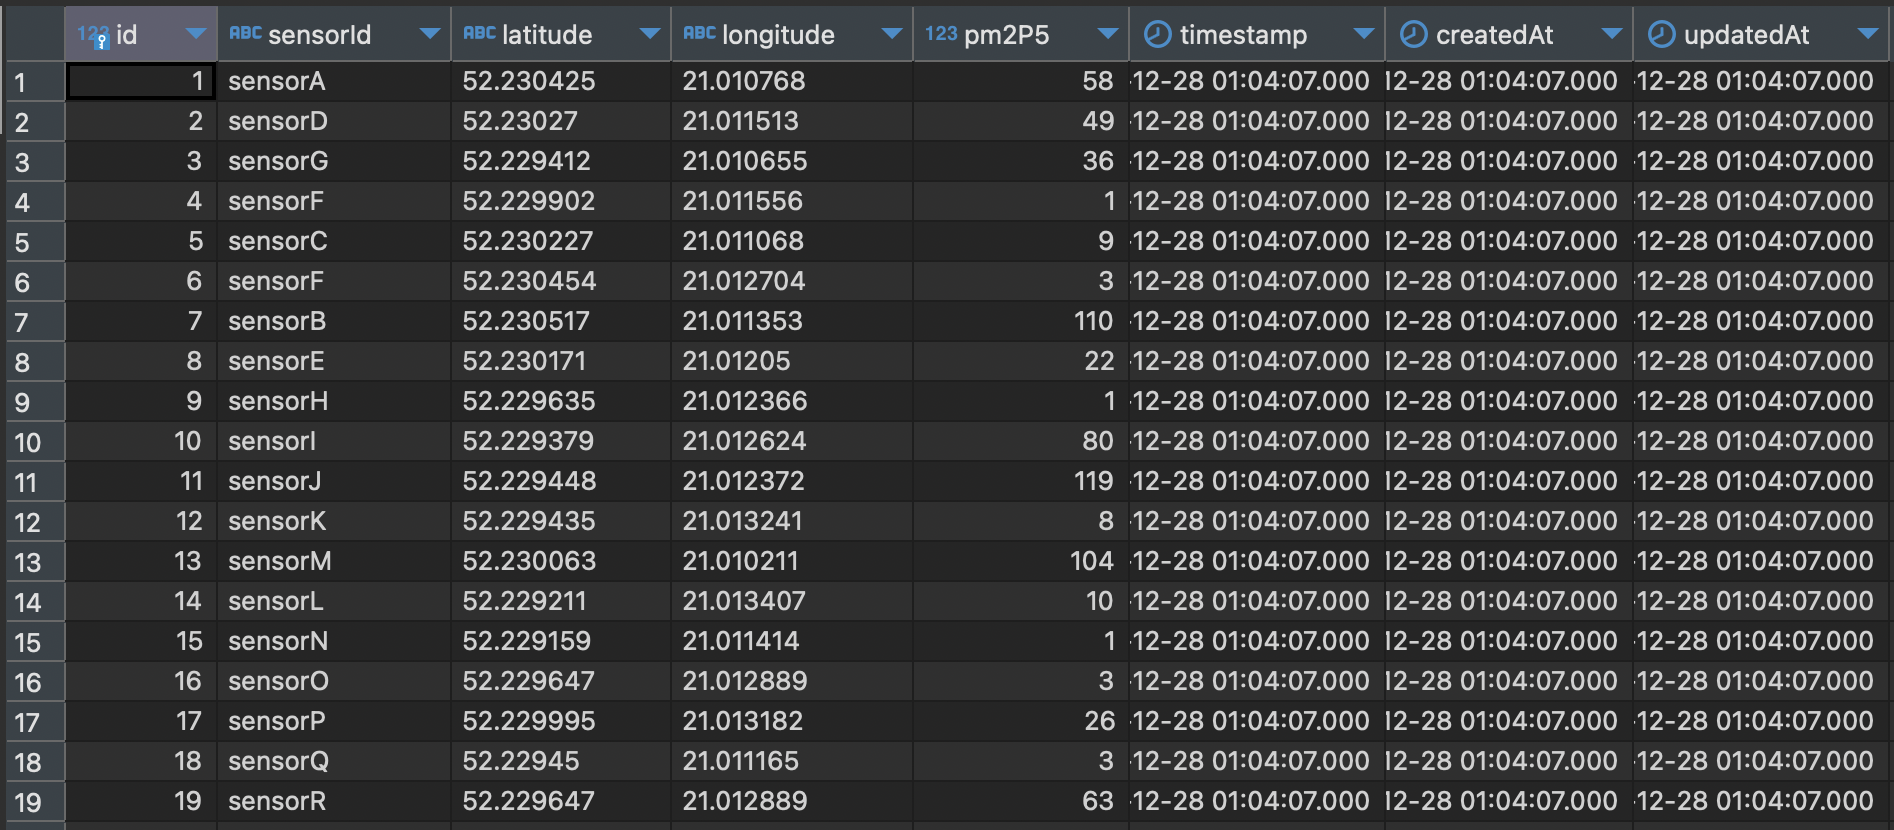 123 id ABC sensorId ABC latitude ABC longitude 123 pm2P5 timestamp createdAt updatedAt
1 1 sensorA 52.230425 21.010768 58 -12-28 01:04:07.000 12-28 01:04:07.000 -12-28 01:04:07.000
2 2 sensorD 52.23027 21.011513 49 -12-28 01:04:07.000 12-28 01:04:07.000 -12-28 01:04:07.000
3 3 sensorG 52.229412 21.010655 36 -12-28 01:04:07.000 12-28 01:04:07.000 -12-28 01:04:07.000
4 4 sensorF 52.229902 21.011556 1 -12-28 01:04:07.000 12-28 01:04:07.000 -12-28 01:04:07.000
5 5 sensorC 52.230227 21.011068 9 -12-28 01:04:07.000 12-28 01:04:07.000 -12-28 01:04:07.000
6 6 sensorF 52.230454 21.012704 3 -12-28 01:04:07.000 12-28 01:04:07.000 -12-28 01:04:07.000
7 7 sensorB 52.230517 21.011353 110 -12-28 01:04:07.000 12-28 01:04:07.000 -12-28 01:04:07.000
8 8 sensorE 52.230171 21.01205 22 -12-28 01:04:07.000 12-28 01:04:07.000 -12-28 01:04:07.000
9 9 sensorH 52.229635 21.012366 1 -12-28 01:04:07.000 12-28 01:04:07.000 -12-28 01:04:07.000
10 10 sensorI 52.229379 21.012624 80 -12-28 01:04:07.000 12-28 01:04:07.000 -12-28 01:04:07.000
11 11 sensorJ 52.229448 21.012372 119 -12-28 01:04:07.000 12-28 01:04:07.000 -12-28 01:04:07.000
12 12 sensorK 52.229435 21.013241 8 -12-28 01:04:07.000 12-28 01:04:07.000 -12-28 01:04:07.000
13 13 sensorM 52.230063 21.010211 104 -12-28 01:04:07.000 12-28 01:04:07.000 -12-28 01:04:07.000
14 14 sensorL 52.229211 21.013407 10 -12-28 01:04:07.000 12-28 01:04:07.000 -12-28 01:04:07.000
15 15 sensorN 52.229159 21.011414 1 -12-28 01:04:07.000 12-28 01:04:07.000 -12-28 01:04:07.000
16 16 sensorO 52.229647 21.012889 3 -12-28 01:04:07.000 12-28 01:04:07.000 -12-28 01:04:07.000
17 17 sensorP 52.229995 21.013182 26 -12-28 01:04:07.000 12-28 01:04:07.000 -12-28 01:04:07.000
18 18 sensorQ 52.22945 21.011165 3 -12-28 01:04:07.000 12-28 01:04:07.000 -12-28 01:04:07.000
19 19 sensorR 52.229647 21.012889 63 -12-28 01:04:07.000 12-28 01:04:07.000 -12-28 01:04:07.000